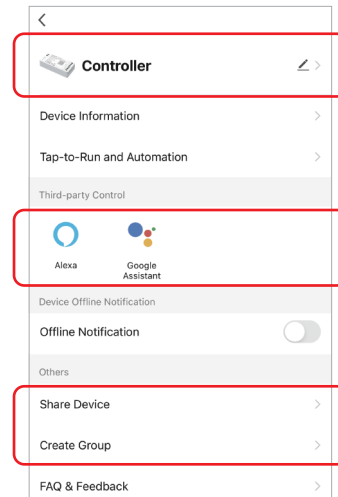 Controller
Device Information
Tap-to-Run and Automation
Third-party Control
Alexa
Google
Assistant
Device Offline Notification
Offline Notification
Others
Share Device
Create Group
FAQ & Feedback